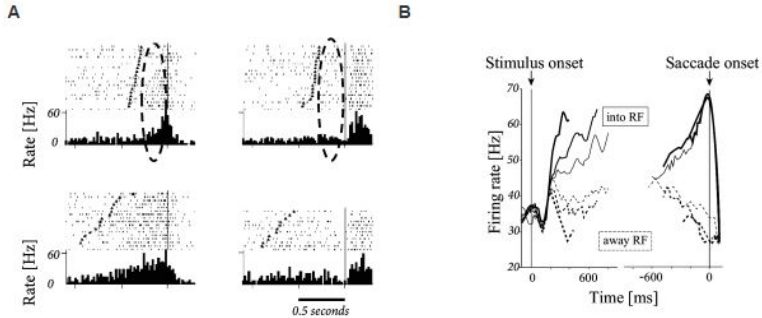 A
Rate [Hz]
60
0
Rate [Hz]
60
0
0.5 seconds
B
Stimulus onset
Saccade onset
Firing rate [Hz]
70
60
50
40
30
20
into RF
away RF
0
600
-600
0
Time [ms]